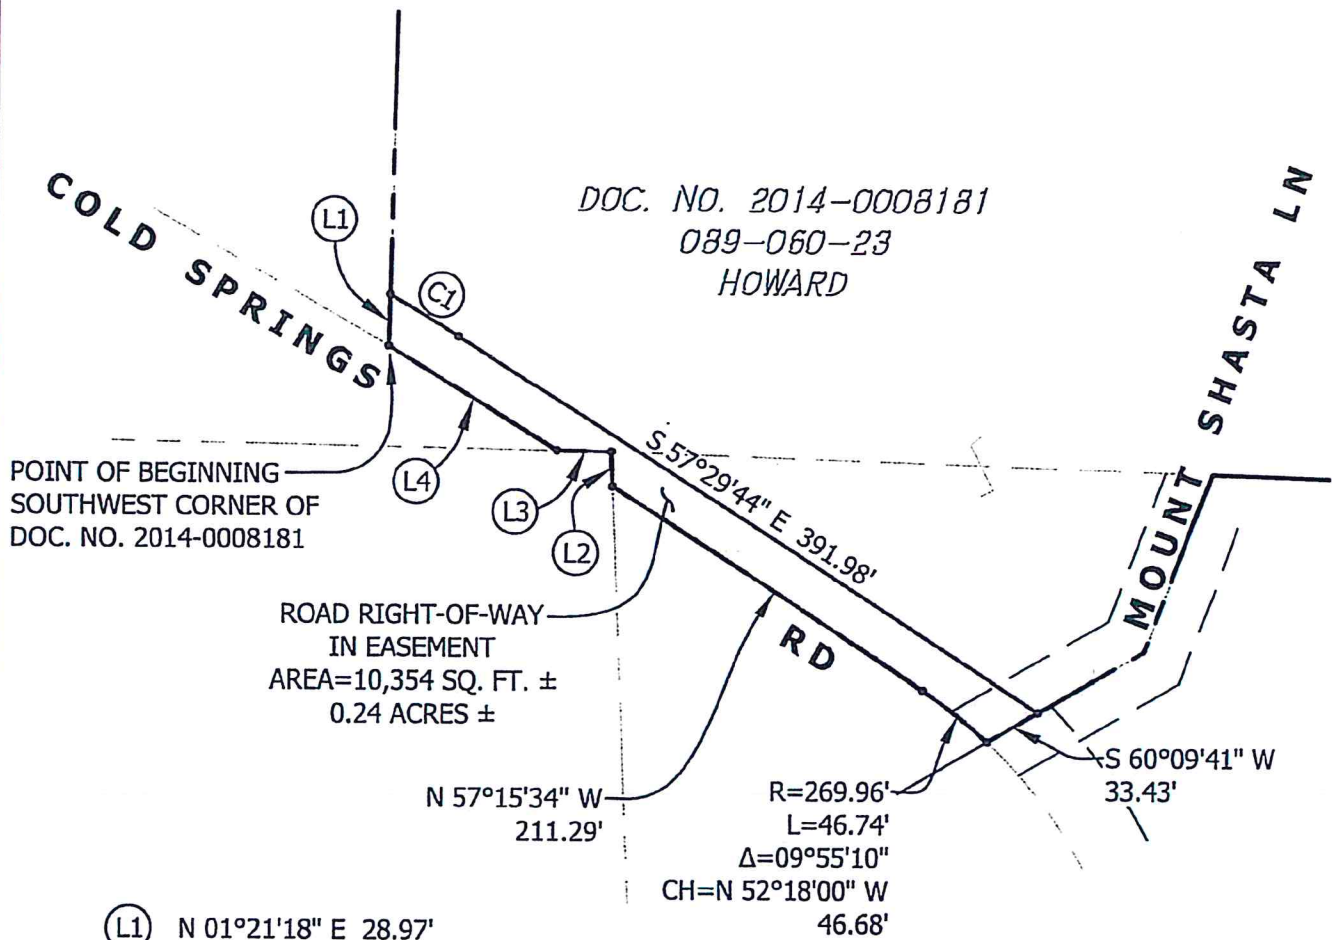 DOC. NO. 2014-0008181
089-060-23
HOWARD
COLD SPRINGS
RD
MOUNT SHASTA LN
L1
C1
L4
L3
L2
S 57°29'44" E 391.98'
POINT OF BEGINNING
SOUTHWEST CORNER OF
DOC. NO. 2014-0008181
ROAD RIGHT-OF-WAY
IN EASEMENT
AREA=10,354 SQ. FT. ±
0.24 ACRES ±
N 57°15'34" W
211.29'
R=269.96'
L=46.74'
Δ=09°55'10"
CH=N 52°18'00" W
46.68'
S 60°09'41" W
33.43'
L1 N 01°21'18" E 28.97'